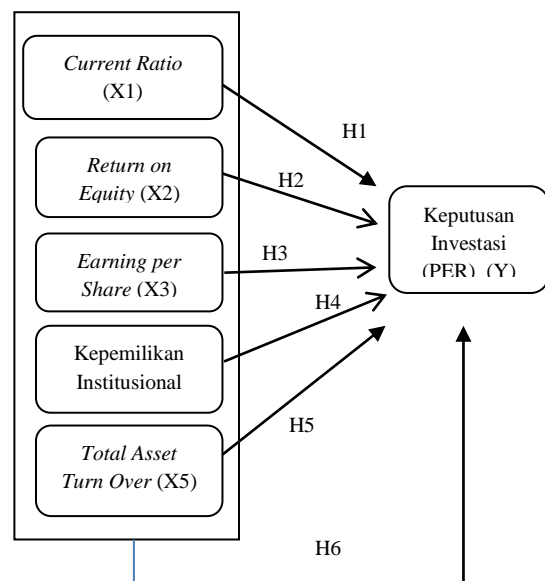 Current Ratio
(X1)
H1
Return on
Equity (X2)
H2
Keputusan
Investasi
(PER) (Y)
Earning per
Share (X3)
H3
H4
Kepemilikan
Institusional
H5
Total Asset
Turn Over (X5)
H6